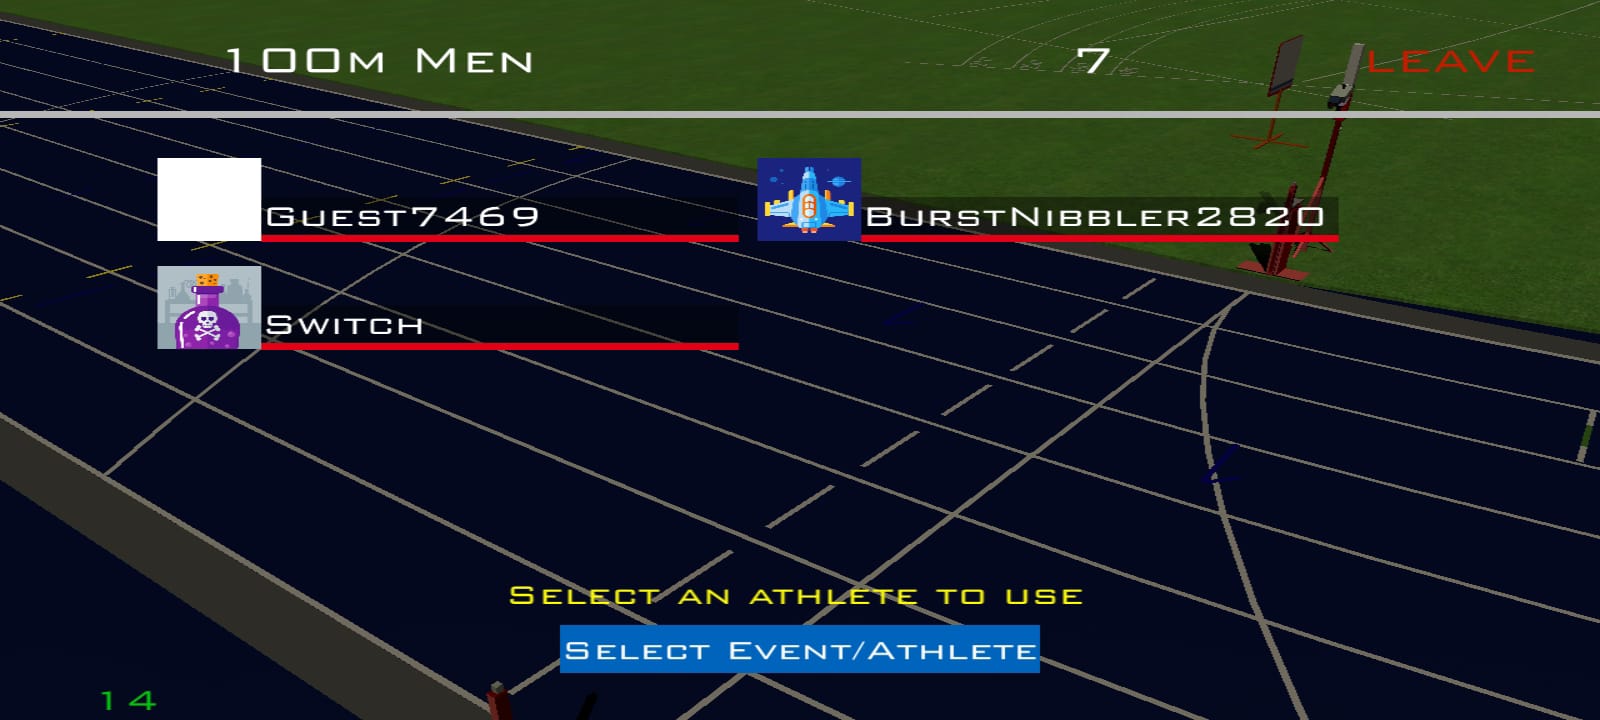 100m Men
7
LEAVE
Guest7469
BurstNibbler2820
Switch
Select an athlete to use
Select Event/Athlete
14